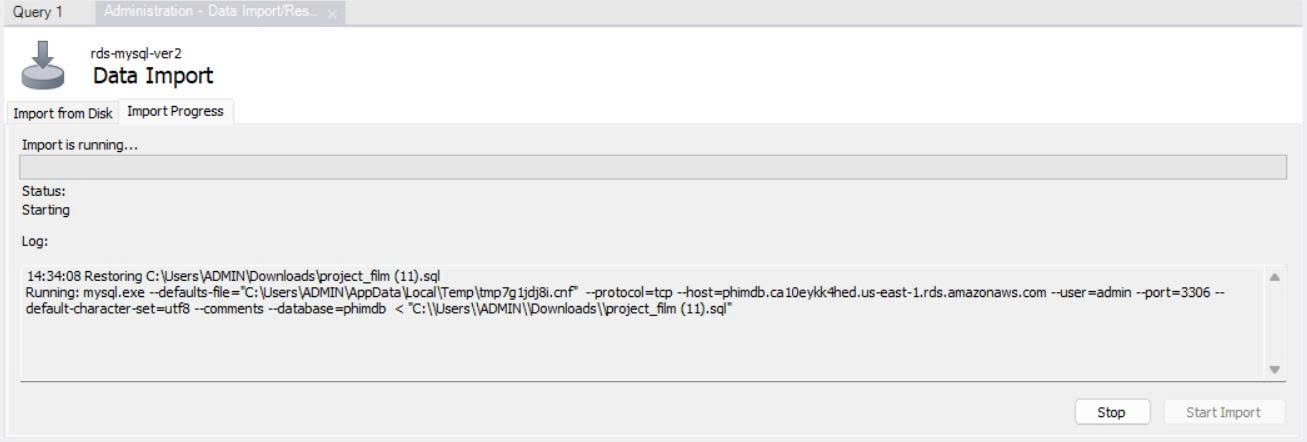 Query 1
Administration - Data Import/Res...
rds-mysql-ver2
Data Import
Import from Disk
Import Progress
Import is running...
Status:
Starting
Log:
14:34:08 Restoring C:\Users\ADMIN\Downloads\project_film (11).sql
Running: mysql.exe --defaults-file="C:\Users\ADMIN\AppData\Local\Temp\tmp7g1jdj8i.cnf"  --protocol=tcp --host=phimdb.ca10eykk4hed.us-east-1.rds.amazonaws.com --user=admin --port=3306 --
default-character-set=utf8 --comments --database=phimdb  < "C:\\Users\\ADMIN\\Downloads\\project_film (11).sql"
Stop
Start Import